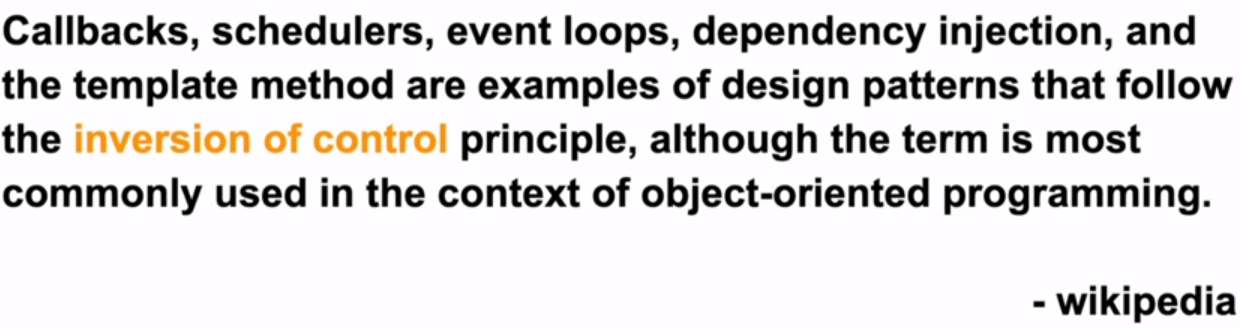 Callbacks, schedulers, event loops, dependency injection, and
the template method are examples of design patterns that follow
the inversion of control principle, although the term is most
commonly used in the context of object-oriented programming.
- wikipedia